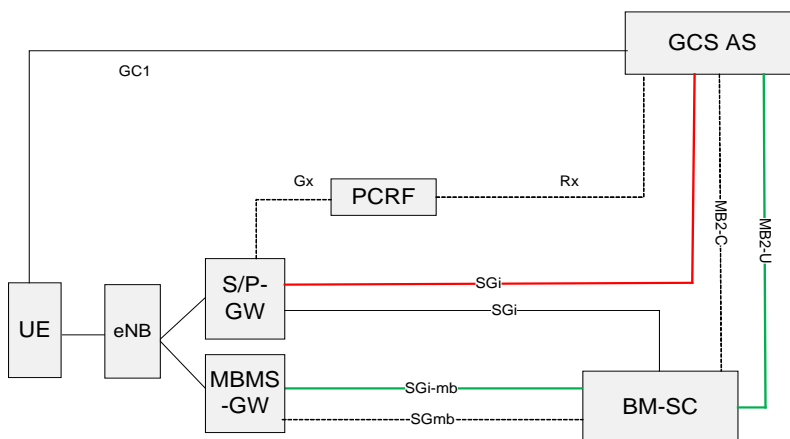 GCS AS
GC1
Gx
PCRF
Rx
MB2-C
MB2-U
S/P-
GW
SGi
SGi
UE
eNB
MBMS
-GW
SGi-mb
SGmb
BM-SC